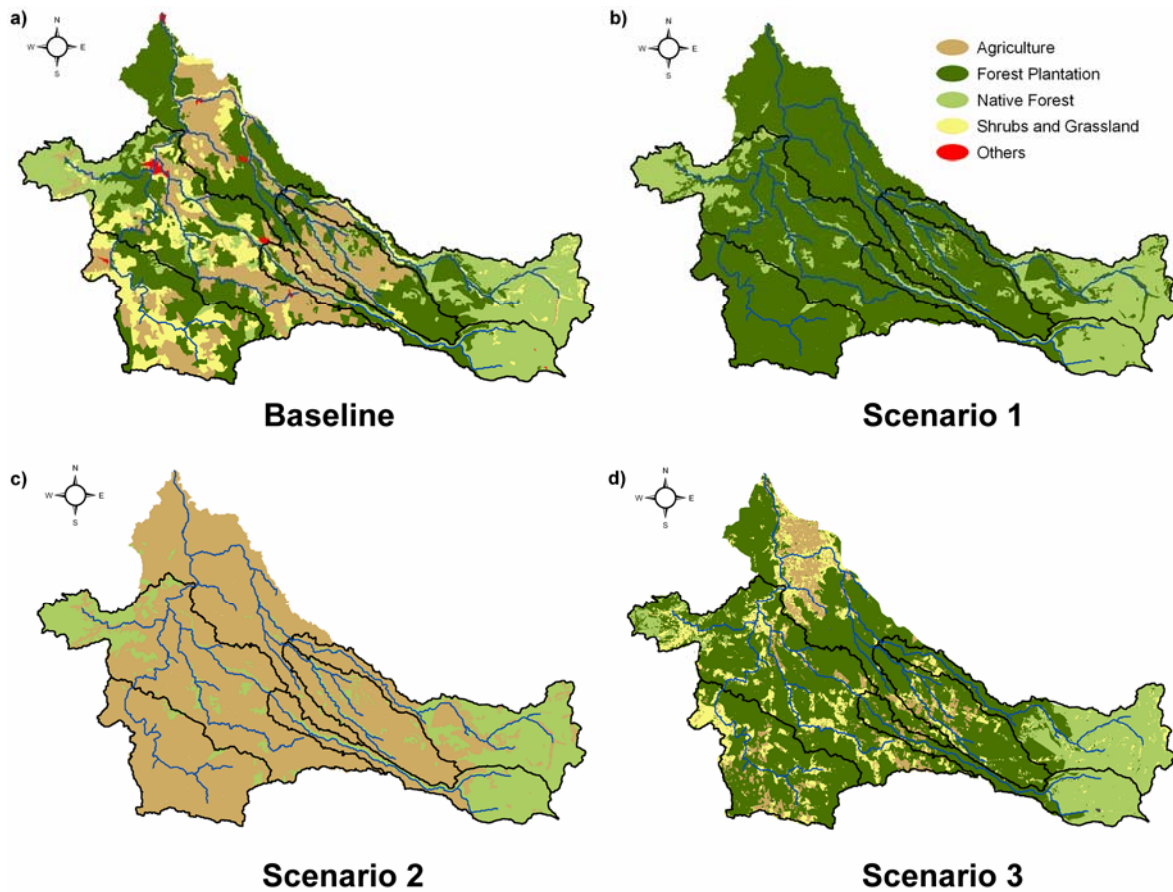 a)
N
W
E
S
Baseline
b)
N
W
E
S
Agriculture
Forest Plantation
Native Forest
Shrubs and Grassland
Others
Scenario 1
c)
N
W
E
S
Scenario 2
d)
N
W
E
S
Scenario 3